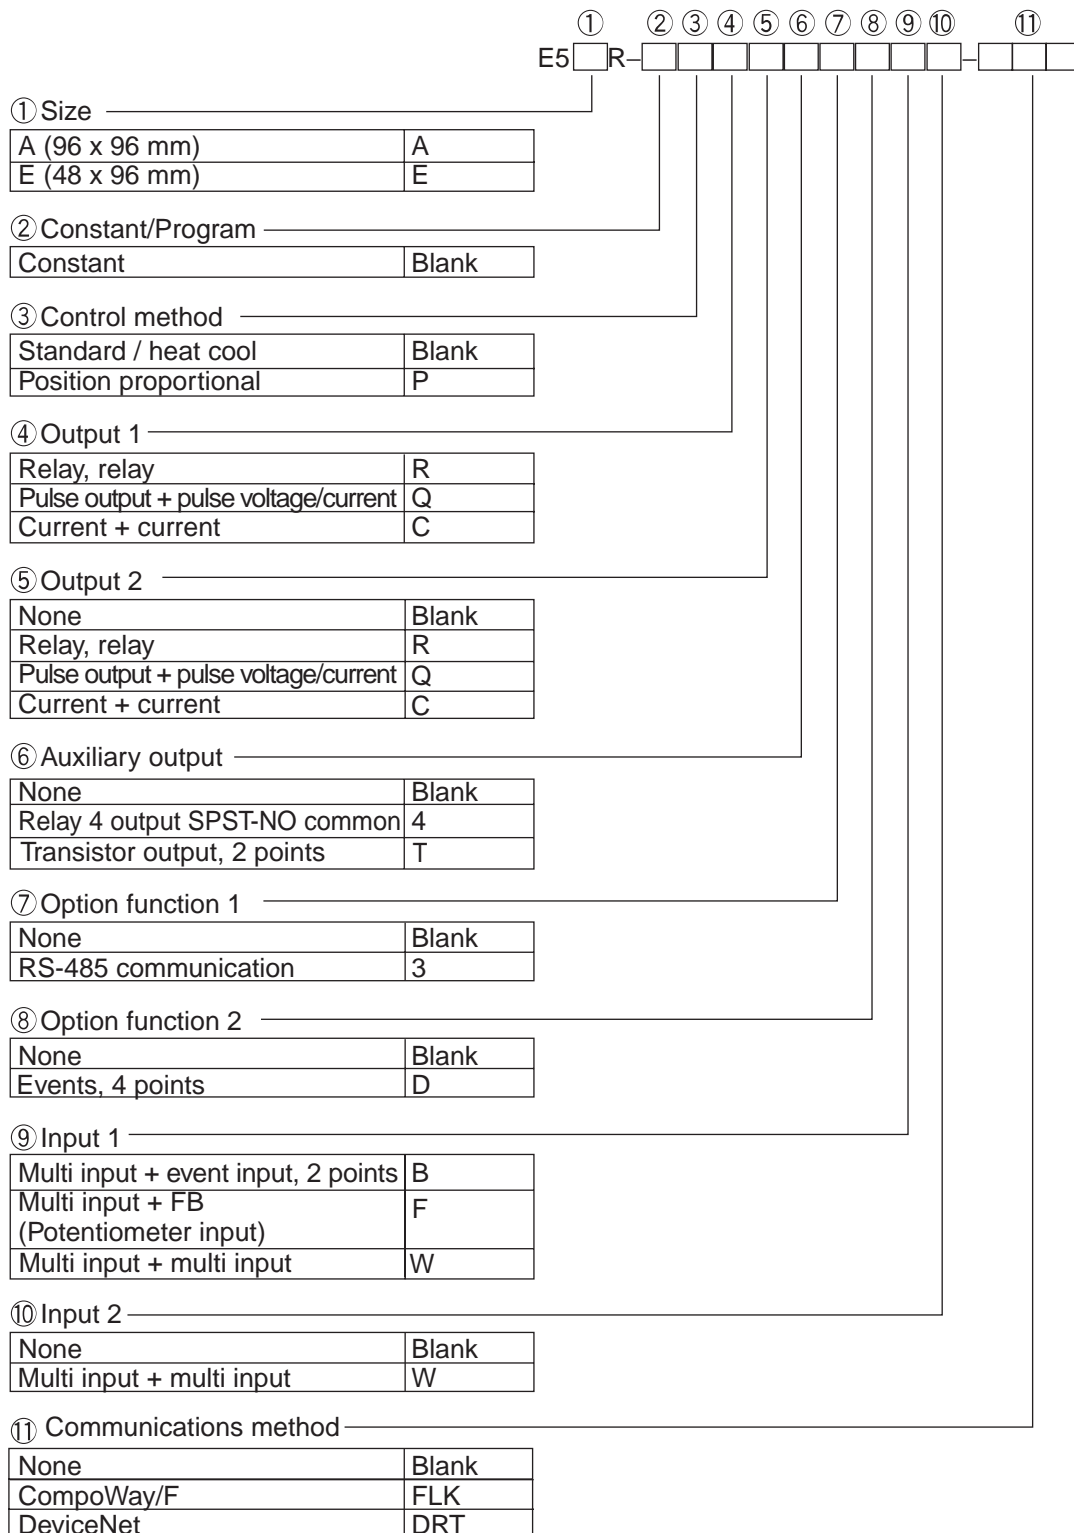 ① ② ③ ④ ⑤ ⑥ ⑦ ⑧ ⑨ ⑩ ⑪
E5 R– –
① Size
A (96 x 96 mm) A
E (48 x 96 mm) E
② Constant/Program
Constant Blank
③ Control method
Standard / heat cool Blank
Position proportional P
④ Output 1
Relay, relay R
Pulse output + pulse voltage/current Q
Current + current C
⑤ Output 2
None Blank
Relay, relay R
Pulse output + pulse voltage/current Q
Current + current C
⑥ Auxiliary output
None Blank
Relay 4 output SPST-NO common 4
Transistor output, 2 points T
⑦ Option function 1
None Blank
RS-485 communication 3
⑧ Option function 2
None Blank
Events, 4 points D
⑨ Input 1
Multi input + event input, 2 points B
Multi input + FB F
(Potentiometer input)
Multi input + multi input W
⑩ Input 2
None Blank
Multi input + multi input W
⑪ Communications method
None Blank
CompoWay/F FLK
DeviceNet DRT